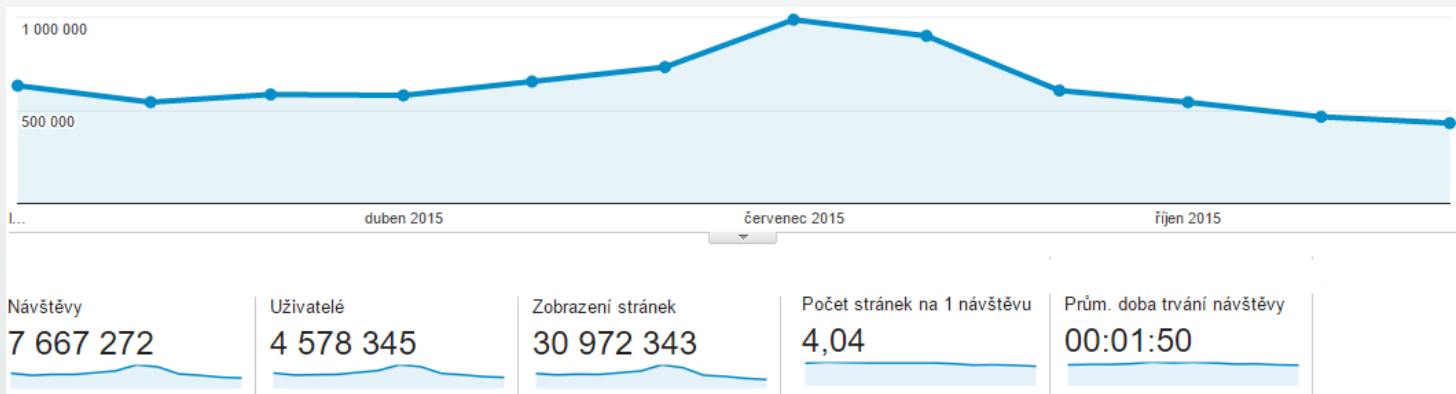 1 000 000
500 000
l...
duben 2015
červenec 2015
říjen 2015
Návštěvy
7 667 272
Uživatelé
4 578 345
Zobrazení stránek
30 972 343
Počet stránek na 1 návštěvu
4,04
Prům. doba trvání návštěvy
00:01:50